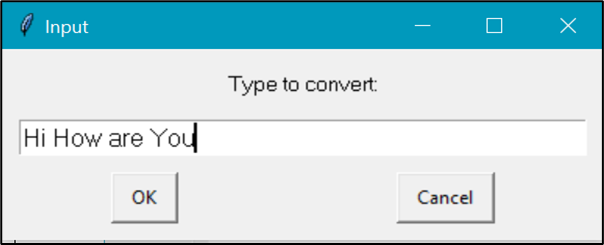 Input
Type to convert:
Hi How are You
OK Cancel